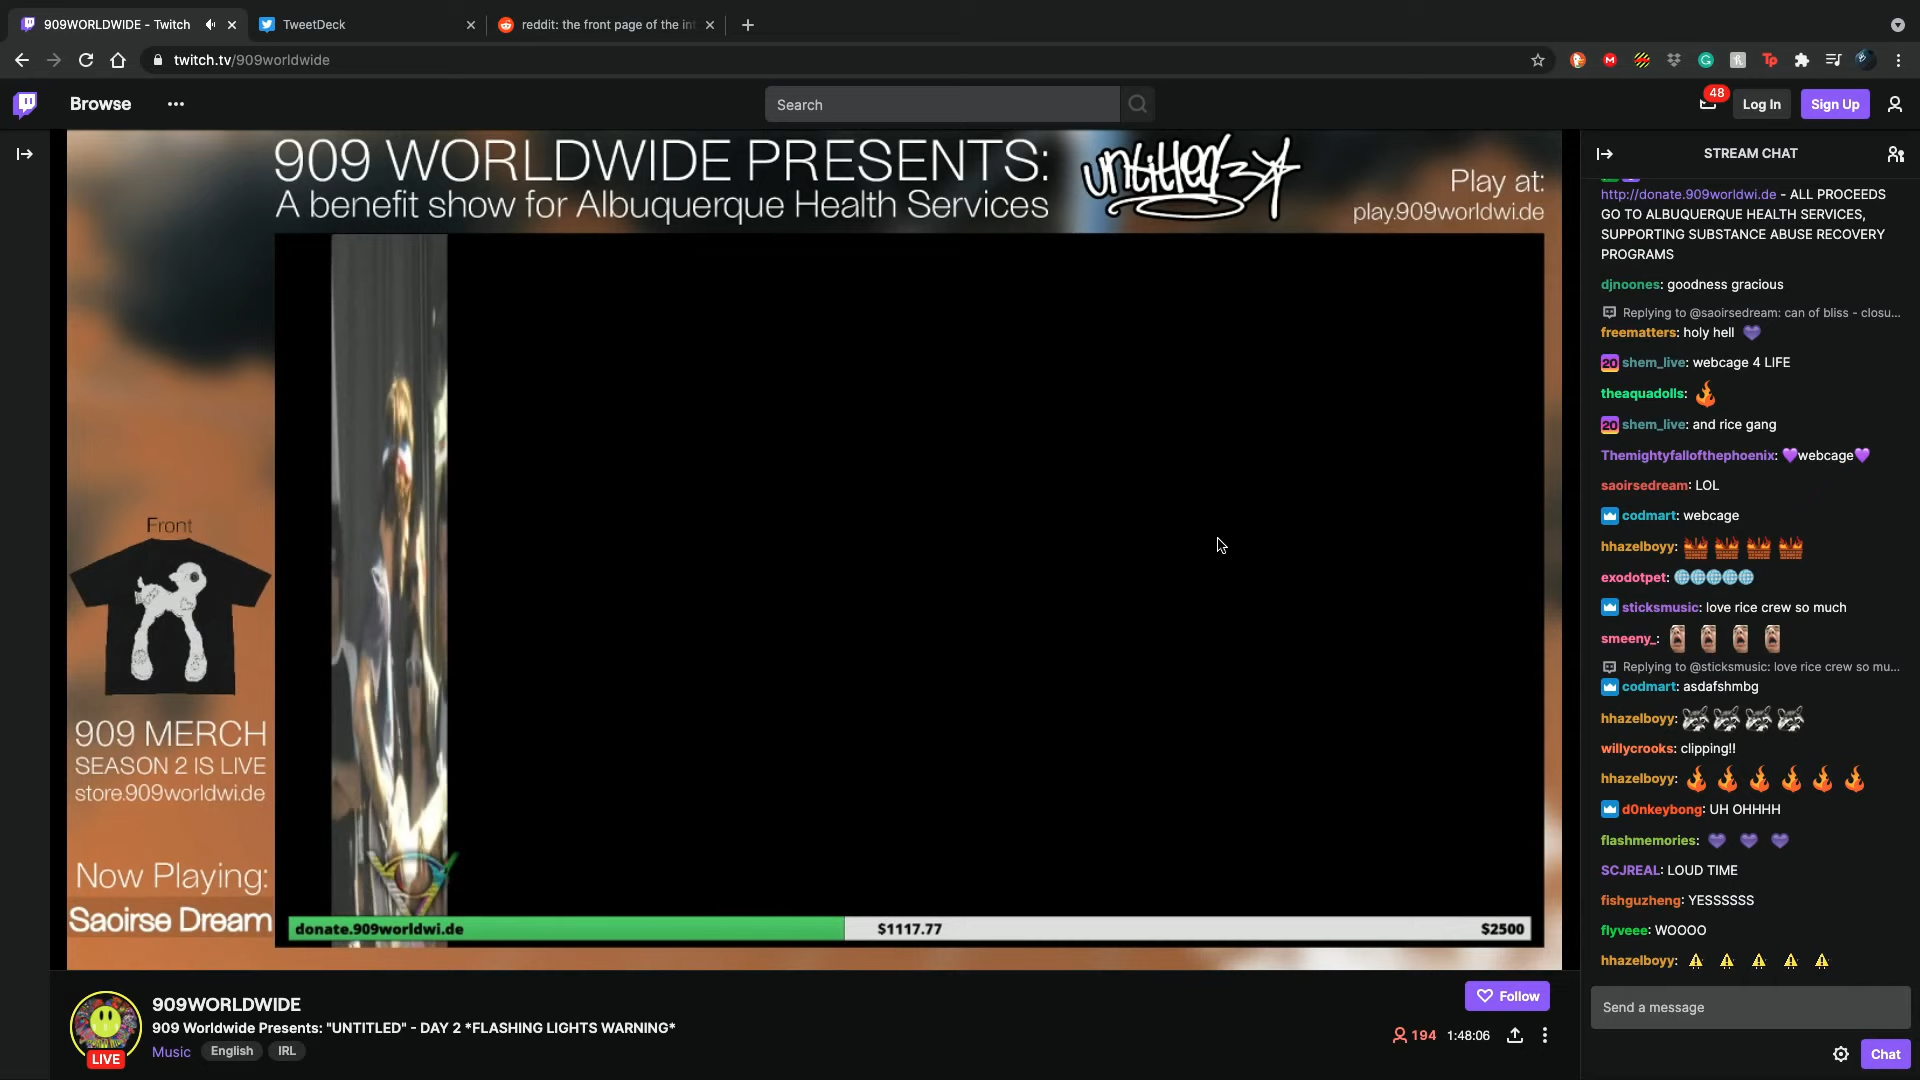 909WORLDWIDE - Twitch
TweetDeck
reddit: the front page of the int
twitch.tv/909worldwide
Browse
Search
48
Log In
Sign Up
909 WORLDWIDE PRESENTS:
A benefit show for Albuquerque Health Services
untitled
Play at:
play.909worldwi.de
Front
909 MERCH
SEASON 2 IS LIVE
store.909worldwi.de
Now Playing:
Saoirse Dream
donate.909worldwi.de
$1117.77
$2500
909WORLDWIDE
909 Worldwide Presents: "UNTITLED" - DAY 2 *FLASHING LIGHTS WARNING*
LIVE
Music
English
IRL
Follow
194
1:48:06
STREAM CHAT
http://donate.909worldwi.de - ALL PROCEEDS
GO TO ALBUQUERQUE HEALTH SERVICES,
SUPPORTING SUBSTANCE ABUSE RECOVERY
PROGRAMS
djnoones: goodness gracious
Replying to @saoirsedream: can of bliss - closu...
freematters: holy hell
20 shem_live: webcage 4 LIFE
theaquadolls:
20 shem_live: and rice gang
Themightyfallofthephoenix: webcage
saoirsedream: LOL
codmart: webcage
hhazelboyy:
exodotpet:
sticksmusic: love rice crew so much
smeeny_:
Replying to @sticksmusic: love rice crew so mu...
codmart: asdafshmbg
hhazelboyy:
willycrooks: clipping!!
hhazelboyy:
d0nkeybong: UH OHHHH
flashmemories:
SCJREAL: LOUD TIME
fishguzheng: YESSSSSS
flyveee: WOOOO
hhazelboyy:
Send a message
Chat